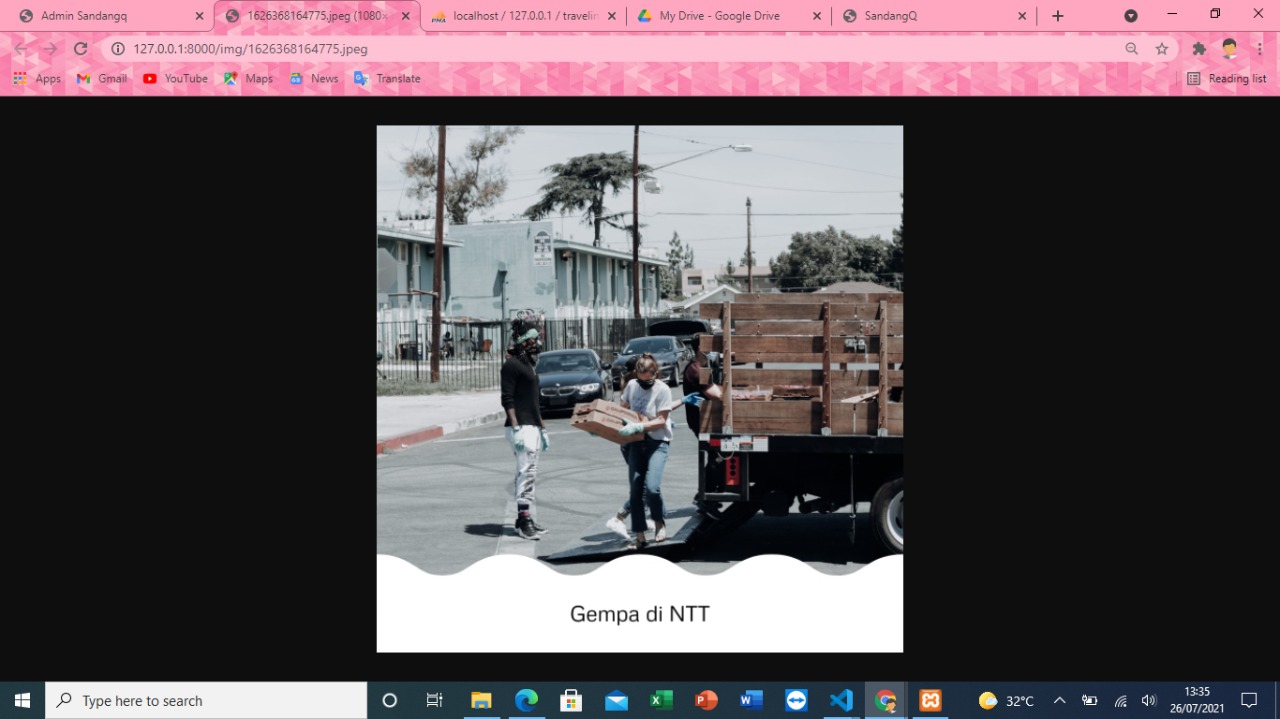 Admin Sandangq
1626368164775.jpeg (1080×
localhost / 127.0.0.1 / travelin
My Drive - Google Drive
SandangQ
127.0.0.1:8000/img/1626368164775.jpeg
Apps
Gmail
YouTube
Maps
News
Translate
Reading list
Gempa di NTT
Type here to search
32°C
13:35
26/07/2021